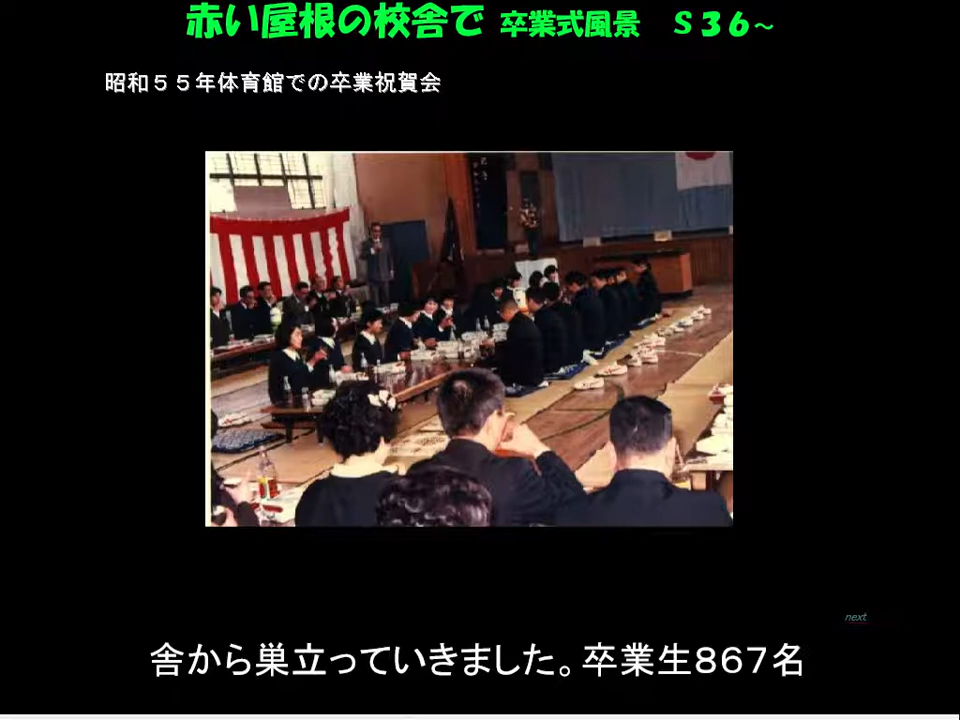 赤い屋根の校舎で 卒業式風景　Ｓ３６～
昭和５５年体育館での卒業祝賀会
next
舎から巣立っていきました。卒業生８６７名